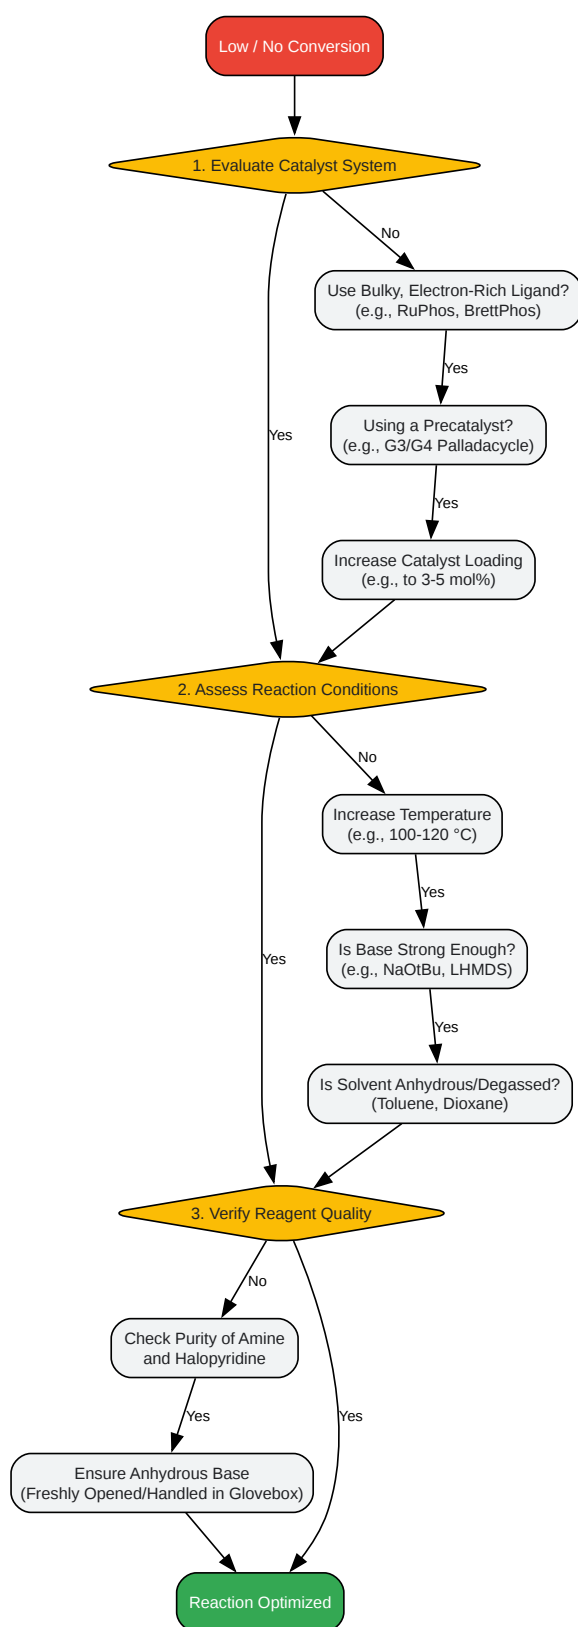 Low / No Conversion
1. Evaluate Catalyst System
No
Use Bulky, Electron-Rich Ligand?
(e.g., RuPhos, BrettPhos)
Yes
Using a Precatalyst?
(e.g., G3/G4 Palladacycle)
Yes
Yes
Increase Catalyst Loading
(e.g., to 3-5 mol%)
2. Assess Reaction Conditions
No
Increase Temperature
(e.g., 100-120 °C)
Yes
Is Base Strong Enough?
(e.g., NaOtBu, LHMDS)
Yes
Yes
Is Solvent Anhydrous/Degassed?
(Toluene, Dioxane)
3. Verify Reagent Quality
No
Check Purity of Amine
and Halopyridine
Yes
Yes
Ensure Anhydrous Base
(Freshly Opened/Handled in Glovebox)
Reaction Optimized